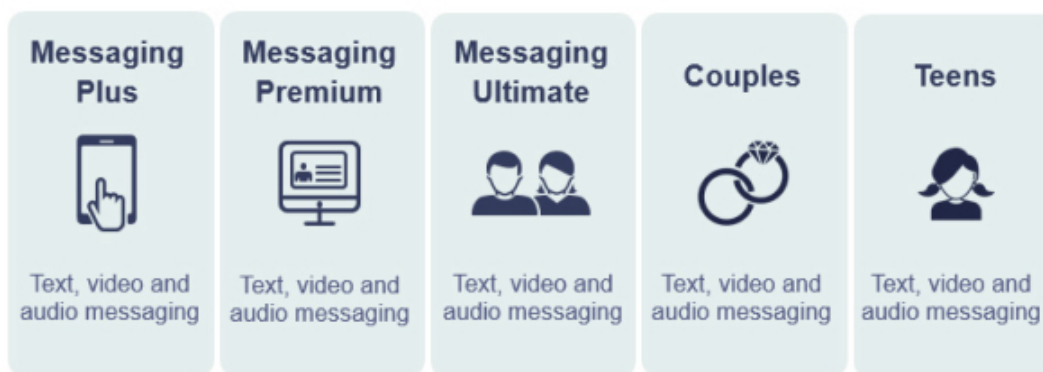 Messaging
Plus
Text, video and
audio messaging
Messaging
Premium
Text, video and
audio messaging
Messaging
Ultimate
Text, video and
audio messaging
Couples
Text, video and
audio messaging
Teens
Text, video and
audio messaging